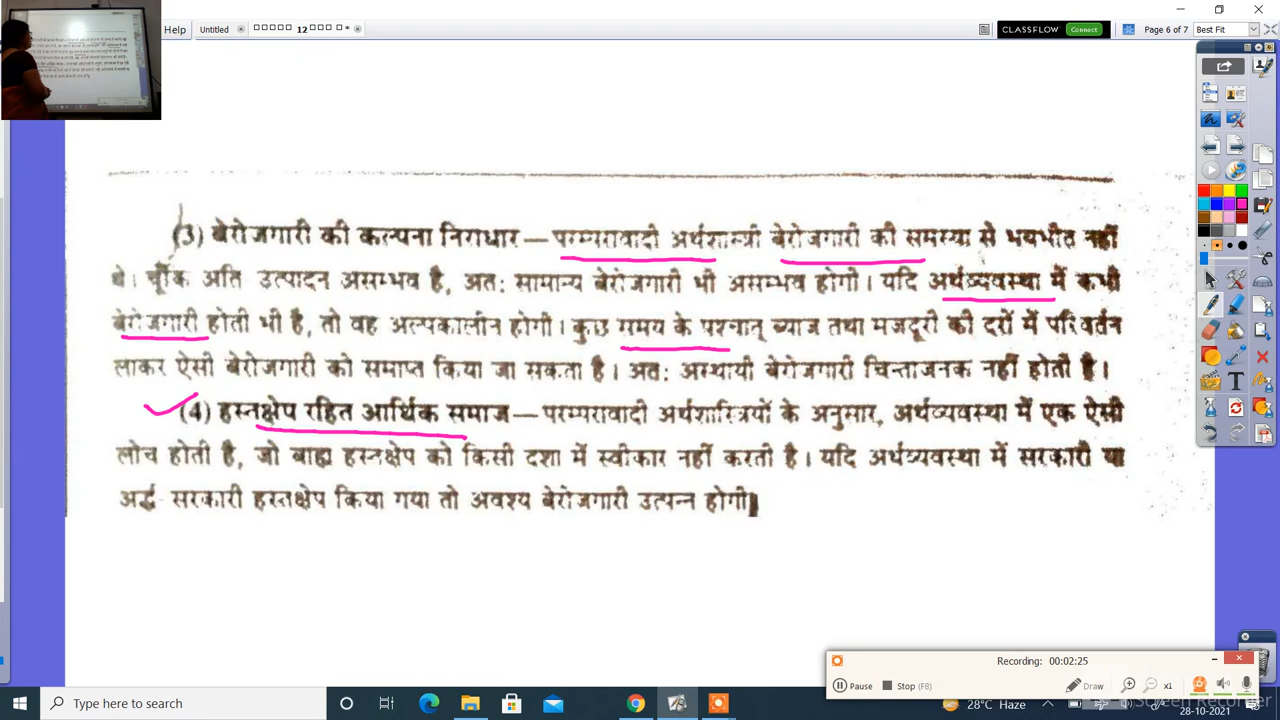 Help Untitled 12 * CLASSFLOW Connect Page 6 of 7 Best Fit
(3) बेरोजगारी की कल्पना निराधार—परम्परावादी अर्थशास्त्री बेरोजगारी की समस्या से भयभीत नहीं
थे। चूँकि अति उत्पादन असम्भव है, अतः सामान्य बेरोजगारी भी असम्भव होगी। यदि अर्थव्यवस्था में कभी
बेरोजगारी होती भी है, तो वह अल्पकालीन होगी। कुछ समय के पश्चात् ब्याज तथा मजदूरी की दरों में परिवर्तन
लाकर ऐसी बेरोजगारी को समाप्त किया जा सकता है। अतः अस्थायी बेरोजगारी चिन्ताजनक नहीं होती है।
(4) हस्तक्षेप रहित आर्थिक समाज—परम्परावादी अर्थशास्त्रियों के अनुसार, अर्थव्यवस्था में एक ऐसी
लोच होती है, जो बाह्य हस्तक्षेप को किसी दशा में स्वीकार नहीं करती है। यदि अर्थव्यवस्था में सरकारी या
अर्द्ध सरकारी हस्तक्षेप किया गया तो अवश्य बेरोजगारी उत्पन्न होगी।
Recording: 00:02:25
Pause Stop (F8) Draw x1
Screen Recorder
Type here to search 28°C Haze 28-10-2021